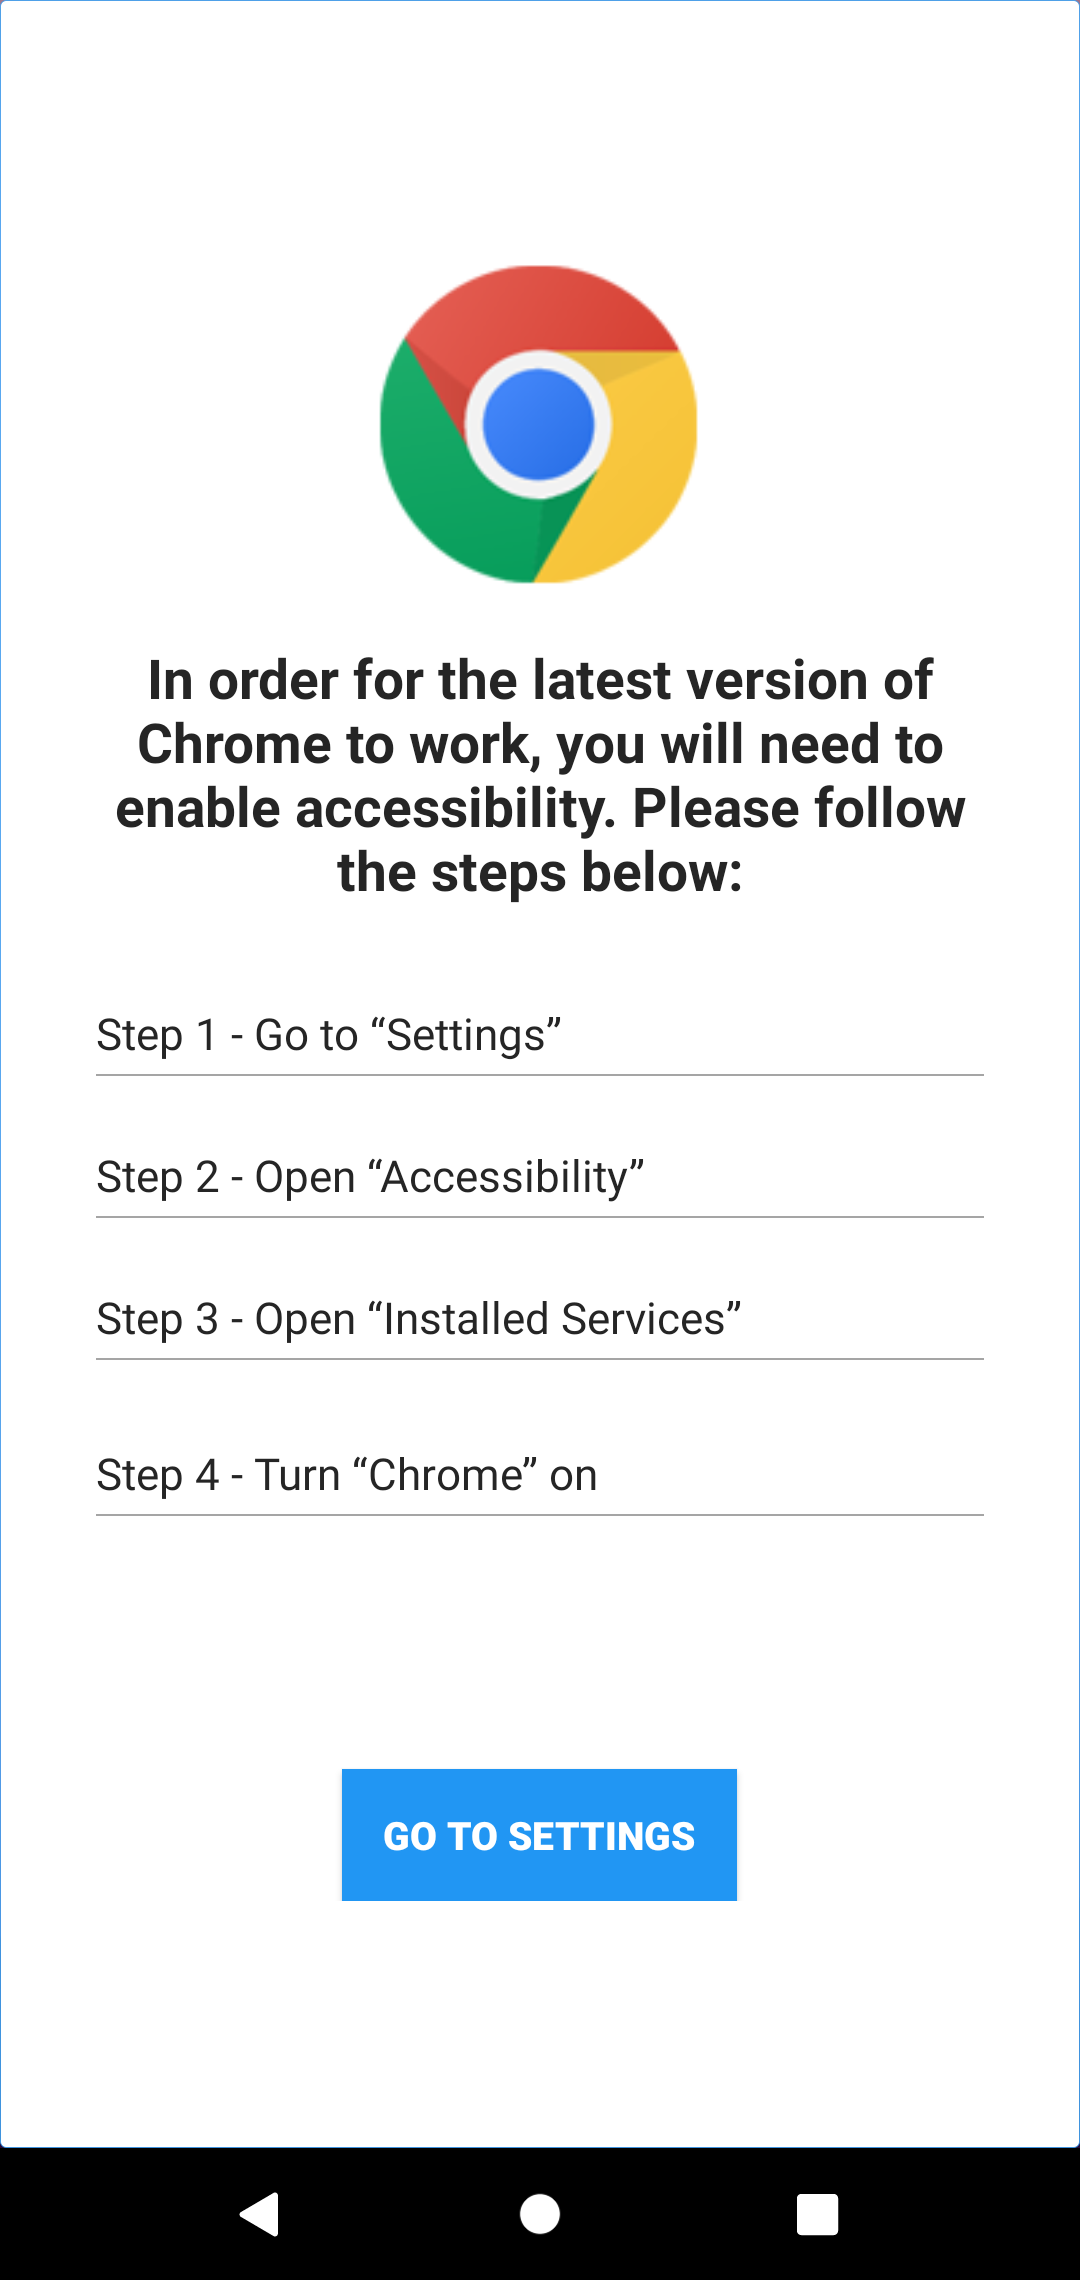 In order for the latest version of
Chrome to work, you will need to
enable accessibility. Please follow
the steps below:
Step 1 - Go to “Settings”
Step 2 - Open “Accessibility”
Step 3 - Open “Installed Services”
Step 4 - Turn “Chrome” on
GO TO SETTINGS